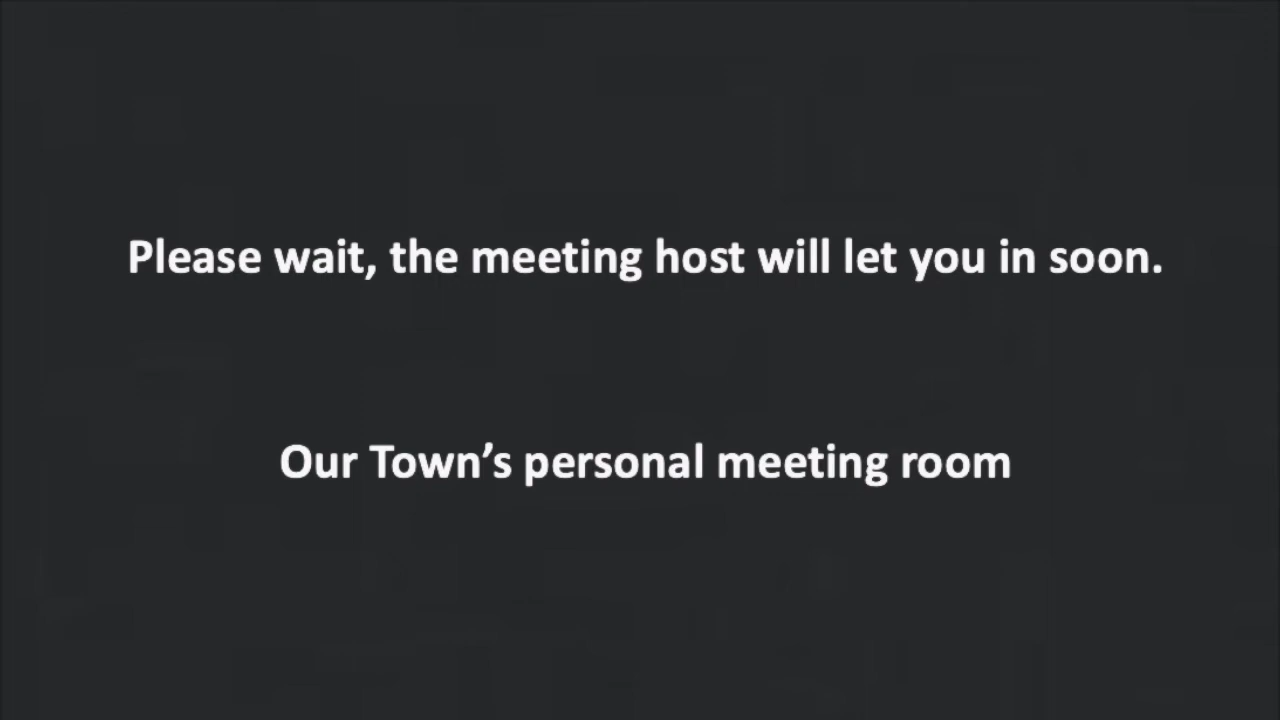 Please wait, the meeting host will let you in soon.
Our Town’s personal meeting room